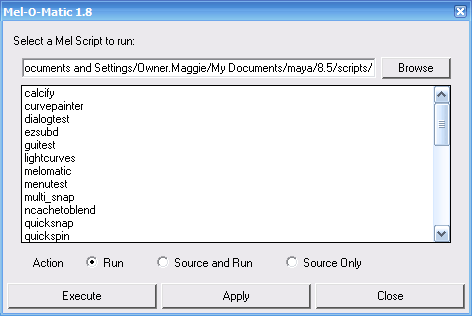 Mel-O-Matic 1.8
Select a Mel Script to run:
ocuments and Settings/Owner.Maggie/My Documents/maya/8.5/scripts/
Browse
calcify
curvepainter
dialogtest
ezsubd
guitest
lightcurves
melomatic
menutest
multi_snap
ncachetoblend
quicksnap
quickspin
Action Run Source and Run Source Only
Execute Apply Close